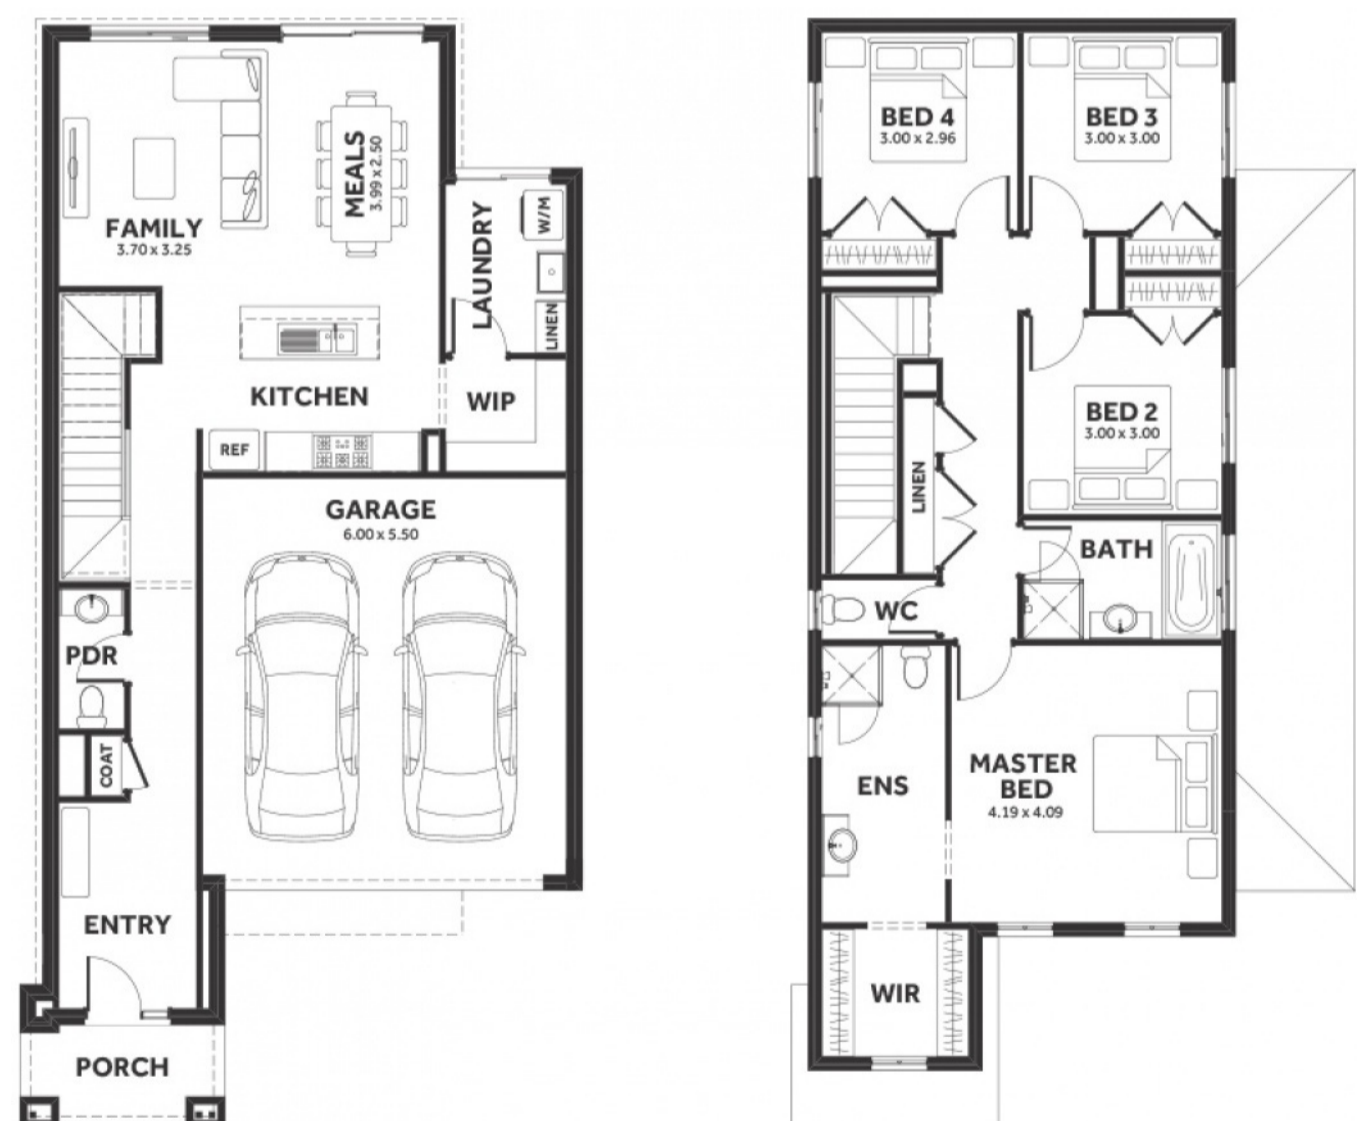 FAMILY
3.70 x 3.25
MEALS
3.99 x 2.50
LAUNDRY
W/M
LINEN
KITCHEN
WIP
REF
GARAGE
6.00 x 5.50
PDR
COAT
ENTRY
PORCH
BED 4
3.00 x 2.96
BED 3
3.00 x 3.00
BED 2
3.00 x 3.00
LINEN
BATH
WC
ENS
MASTER
BED
4.19 x 4.09
WIR